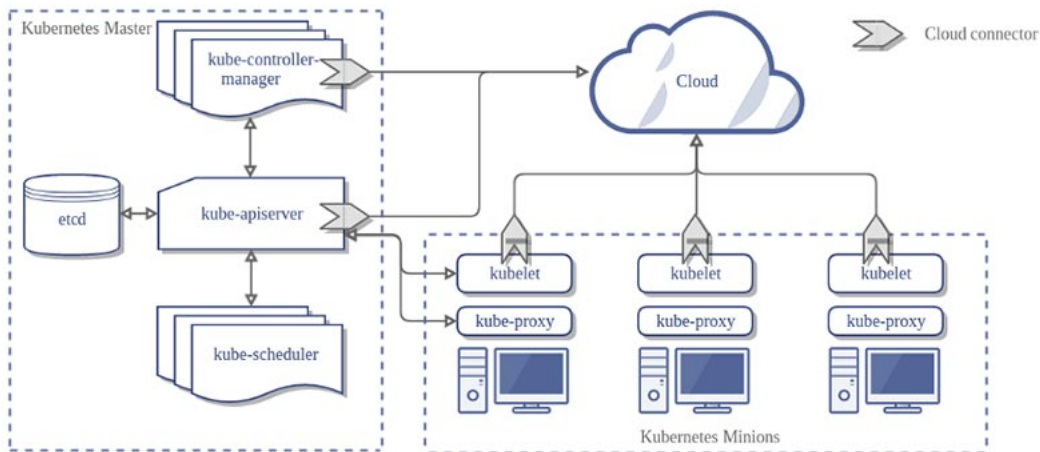 Kubernetes Master
kube-controller-
manager
Cloud
Cloud connector
etcd
kube-apiserver
kubelet
kubelet
kubelet
kube-proxy
kube-proxy
kube-proxy
kube-scheduler
Kubernetes Minions